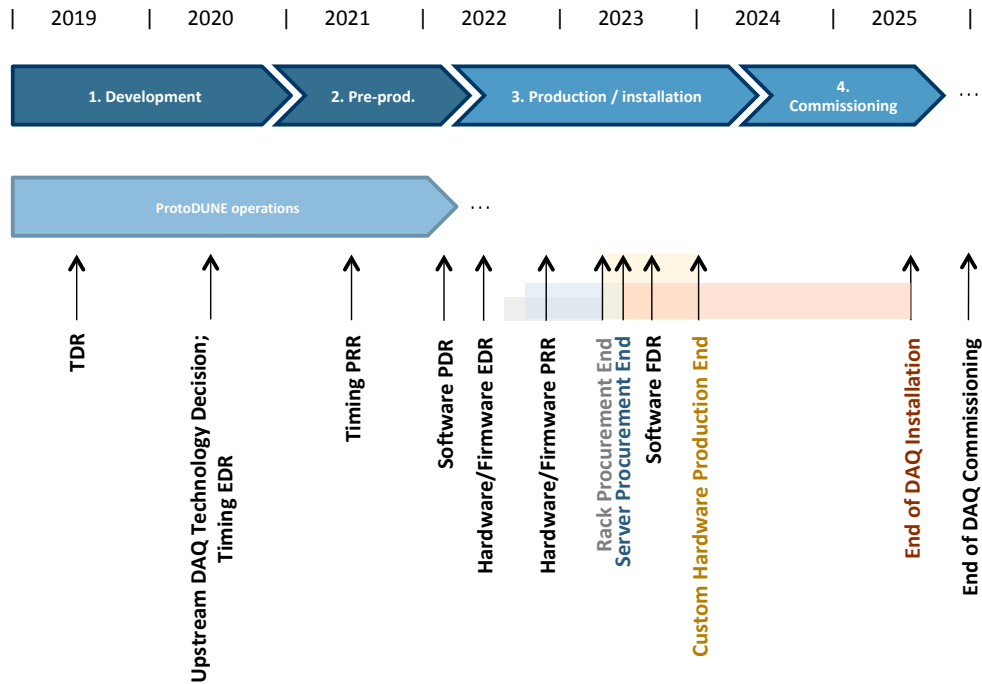 | 2019 | 2020 | 2021 | 2022 | 2023 | 2024 | 2025 |
1. Development
2. Pre-prod.
3. Production / installation
4.
Commissioning
...
ProtoDUNE operations
...
TDR
Upstream DAQ Technology Decision;
Timing EDR
Timing PRR
Software PDR
Hardware/Firmware EDR
Hardware/Firmware PRR
Rack Procurement End
Server Procurement End
Software FDR
Custom Hardware Production End
End of DAQ Installation
End of DAQ Commissioning